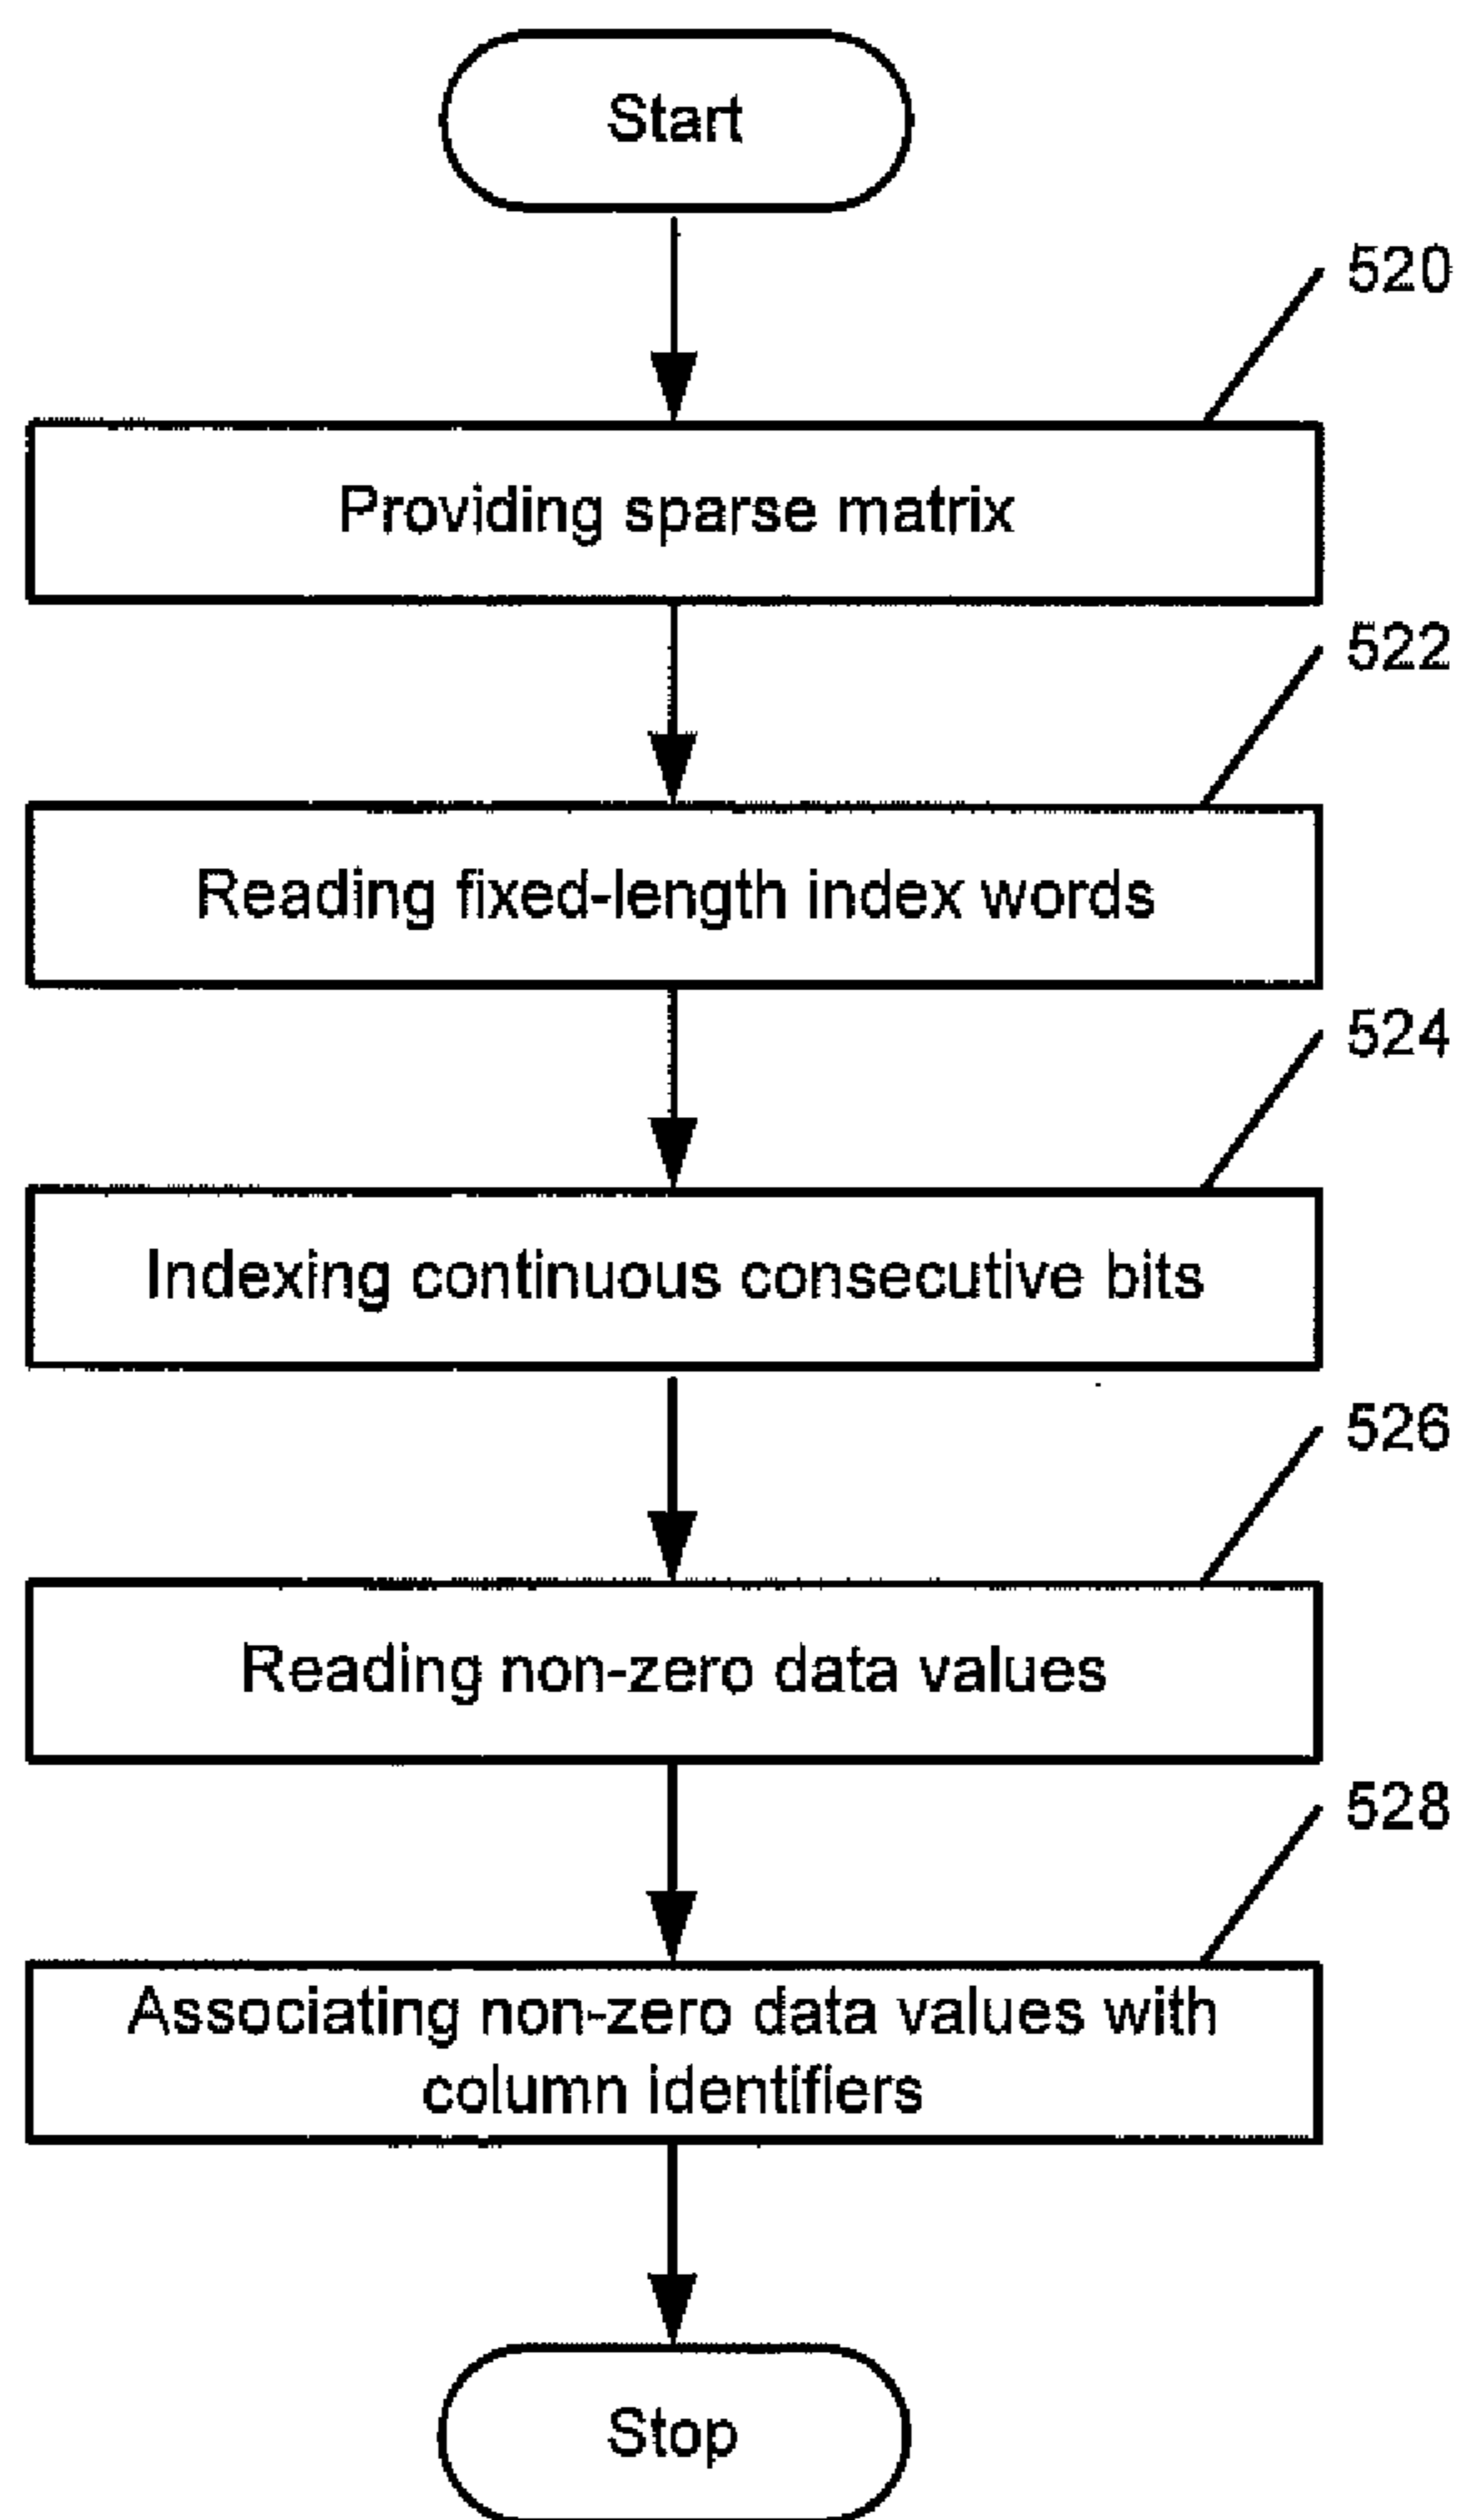 Start
520
Providing sparse matrix
522
Reading fixed-length index words
524
Indexing continuous consecutive bits
526
Reading non-zero data values
528
Associating non-zero data values with
column identifiers
Stop